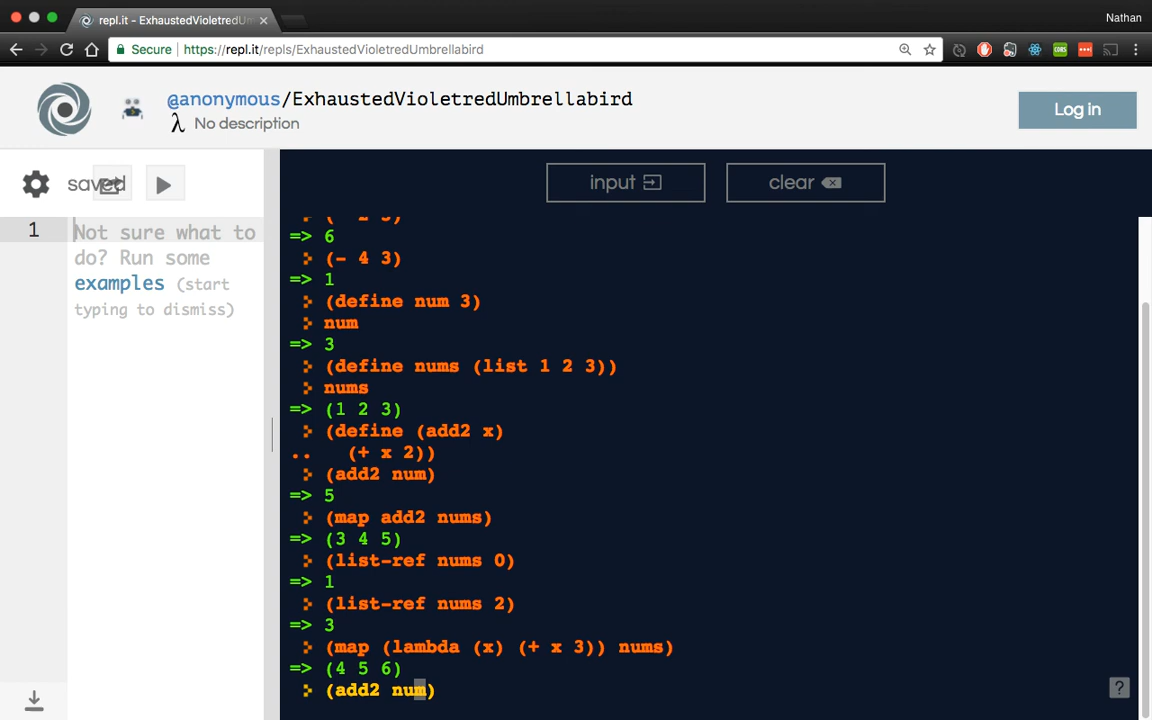 repl.it - ExhaustedVioletredUm
Nathan
Secure
https://repl.it/repls/ExhaustedVioletredUmbrellabird
@anonymous/ExhaustedVioletredUmbrellabird
λ No description
Log in
saved
input
clear
1
Not sure what to
do? Run some
examples (start
typing to dismiss)
=> 6
(- 4 3)
=> 1
(define num 3)
num
=> 3
(define nums (list 1 2 3))
nums
=> (1 2 3)
(define (add2 x)
.. (+ x 2))
(add2 num)
=> 5
(map add2 nums)
=> (3 4 5)
(list-ref nums 0)
=> 1
(list-ref nums 2)
=> 3
(map (lambda (x) (+ x 3)) nums)
=> (4 5 6)
(add2 num)
?